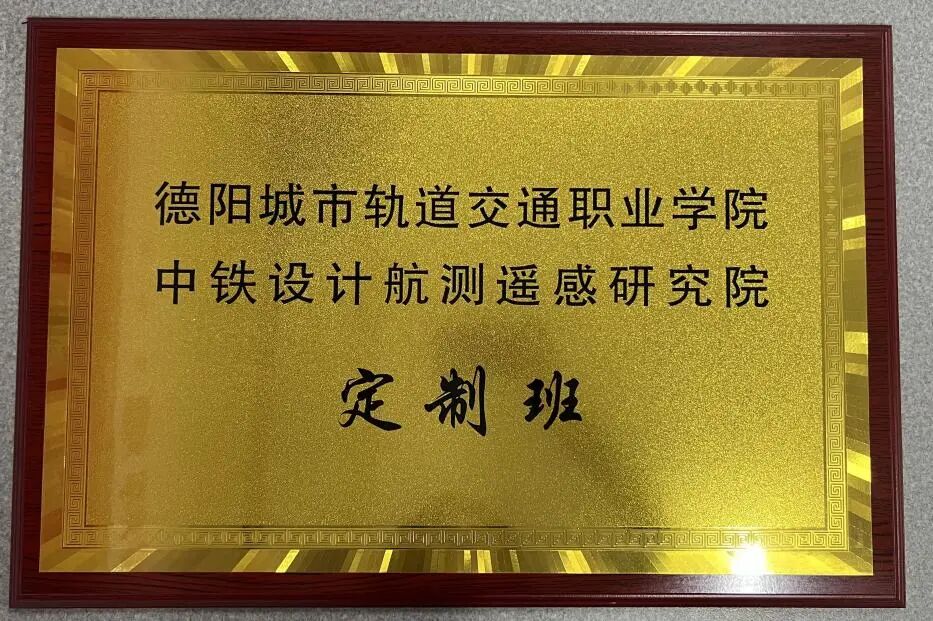 德阳城市轨道交通职业学院
中铁设计航测遥感研究院
定制班